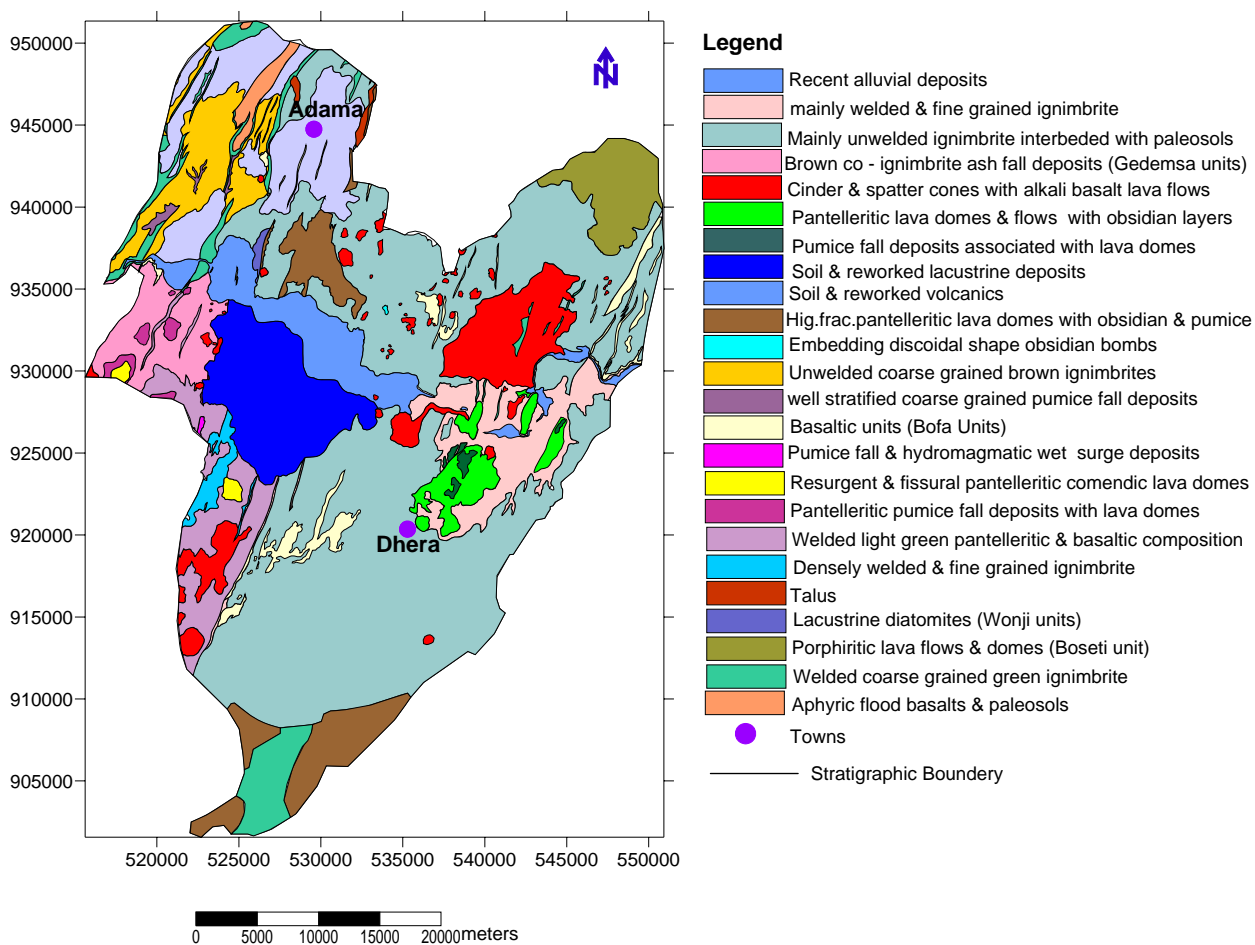 Legend
Recent alluvial deposits
mainly welded & fine grained ignimbrite
Mainly unwelded ignimbrite interbeded with paleosols
Brown co - ignimbrite ash fall deposits (Gedemsa units)
Cinder & spatter cones with alkali basalt lava flows
Pantelleritic lava domes & flows with obsidian layers
Pumice fall deposits associated with lava domes
Soil & reworked lacustrine deposits
Soil & reworked volcanics
Hig.frac.pantelleritic lava domes with obsidian & pumice
Embedding discoidal shape obsidian bombs
Unwelded coarse grained brown ignimbrites
well stratified coarse grained pumice fall deposits
Basaltic units (Bofa Units)
Pumice fall & hydromagmatic wet surge deposits
Resurgent & fissural pantelleritic comendic lava domes
Pantelleritic pumice fall deposits with lava domes
Welded light green pantelleritic & basaltic composition
Densely welded & fine grained ignimbrite
Talus
Lacustrine diatomites (Wonji units)
Porphiritic lava flows & domes (Boseti unit)
Welded coarse grained green ignimbrite
Aphyric flood basalts & paleosols
Towns
Stratigraphic Boundery
N
Adama
Dhera
950000
945000
940000
935000
930000
925000
920000
915000
910000
905000
520000 525000 530000 535000 540000 545000 550000
0 5000 10000 15000 20000 meters